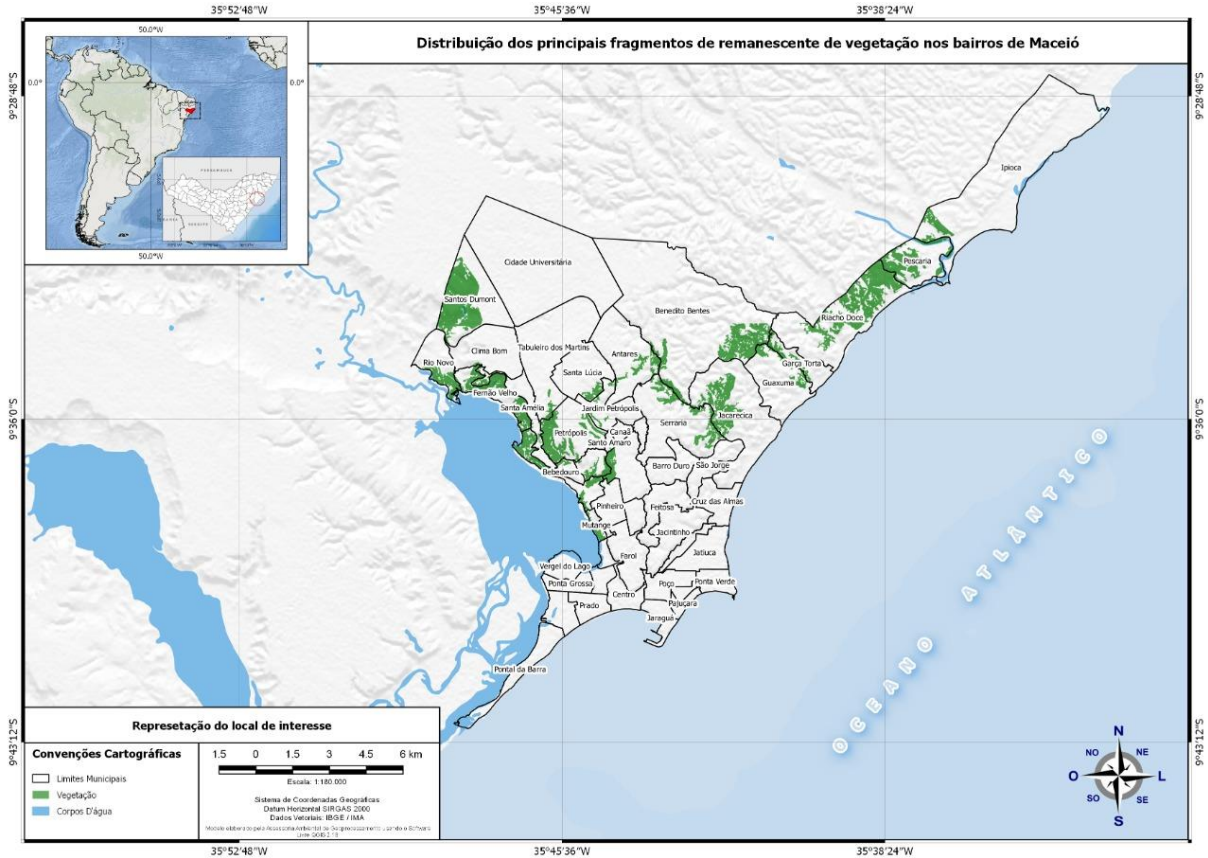 35°52'48"W
35°45'36"W
35°38'24"W
Distribuição dos principais fragmentos de remanescente de vegetação nos bairros de Maceió
50.0°W
0.0°
0.0°
50.0°W
PERNAMBUCO
9°28'48"S
9°28'48"S
Ipioca
Pescaria
Cidade Universitária
Santos Dumont
Benedito Bentes
Riacho Doce
Rio Novo
Clima Bom
Tabuleiro dos Martins
Antares
Garça Torta
Santa Lúcia
Guaxuma
Fernão Velho
Santa Amélia
Jardim Petrópolis
Jacarecica
9°36'0"S
9°36'0"S
Petrópolis
Canaã
Serraria
Santo Amaro
Bebedouro
Barro Duro
São Jorge
Pinheiro
Feitosa
Cruz das Almas
Mutange
Jacintinho
Farol
Jatiuca
Vergel do Lago
Ponta Grossa
Poço
Ponta Verde
Centro
Prado
Pajuçara
Jaraguá
Pontal da Barra
OCEANO ATLÂNTICO
9°43'12"S
9°43'12"S
Represetação do local de interesse
Convenções Cartográficas
Limites Municipais
Vegetação
Corpos D'água
1.5 0 1.5 3 4.5 6 km
Escala: 1:180.000
Sistema de Coordenadas Geográficas
Datum Horizontal SIRGAS 2000
Dados Vetoriais: IBGE / IMA
N
NO NE
O L
SO SE
S
35°52'48"W
35°45'36"W
35°38'24"W